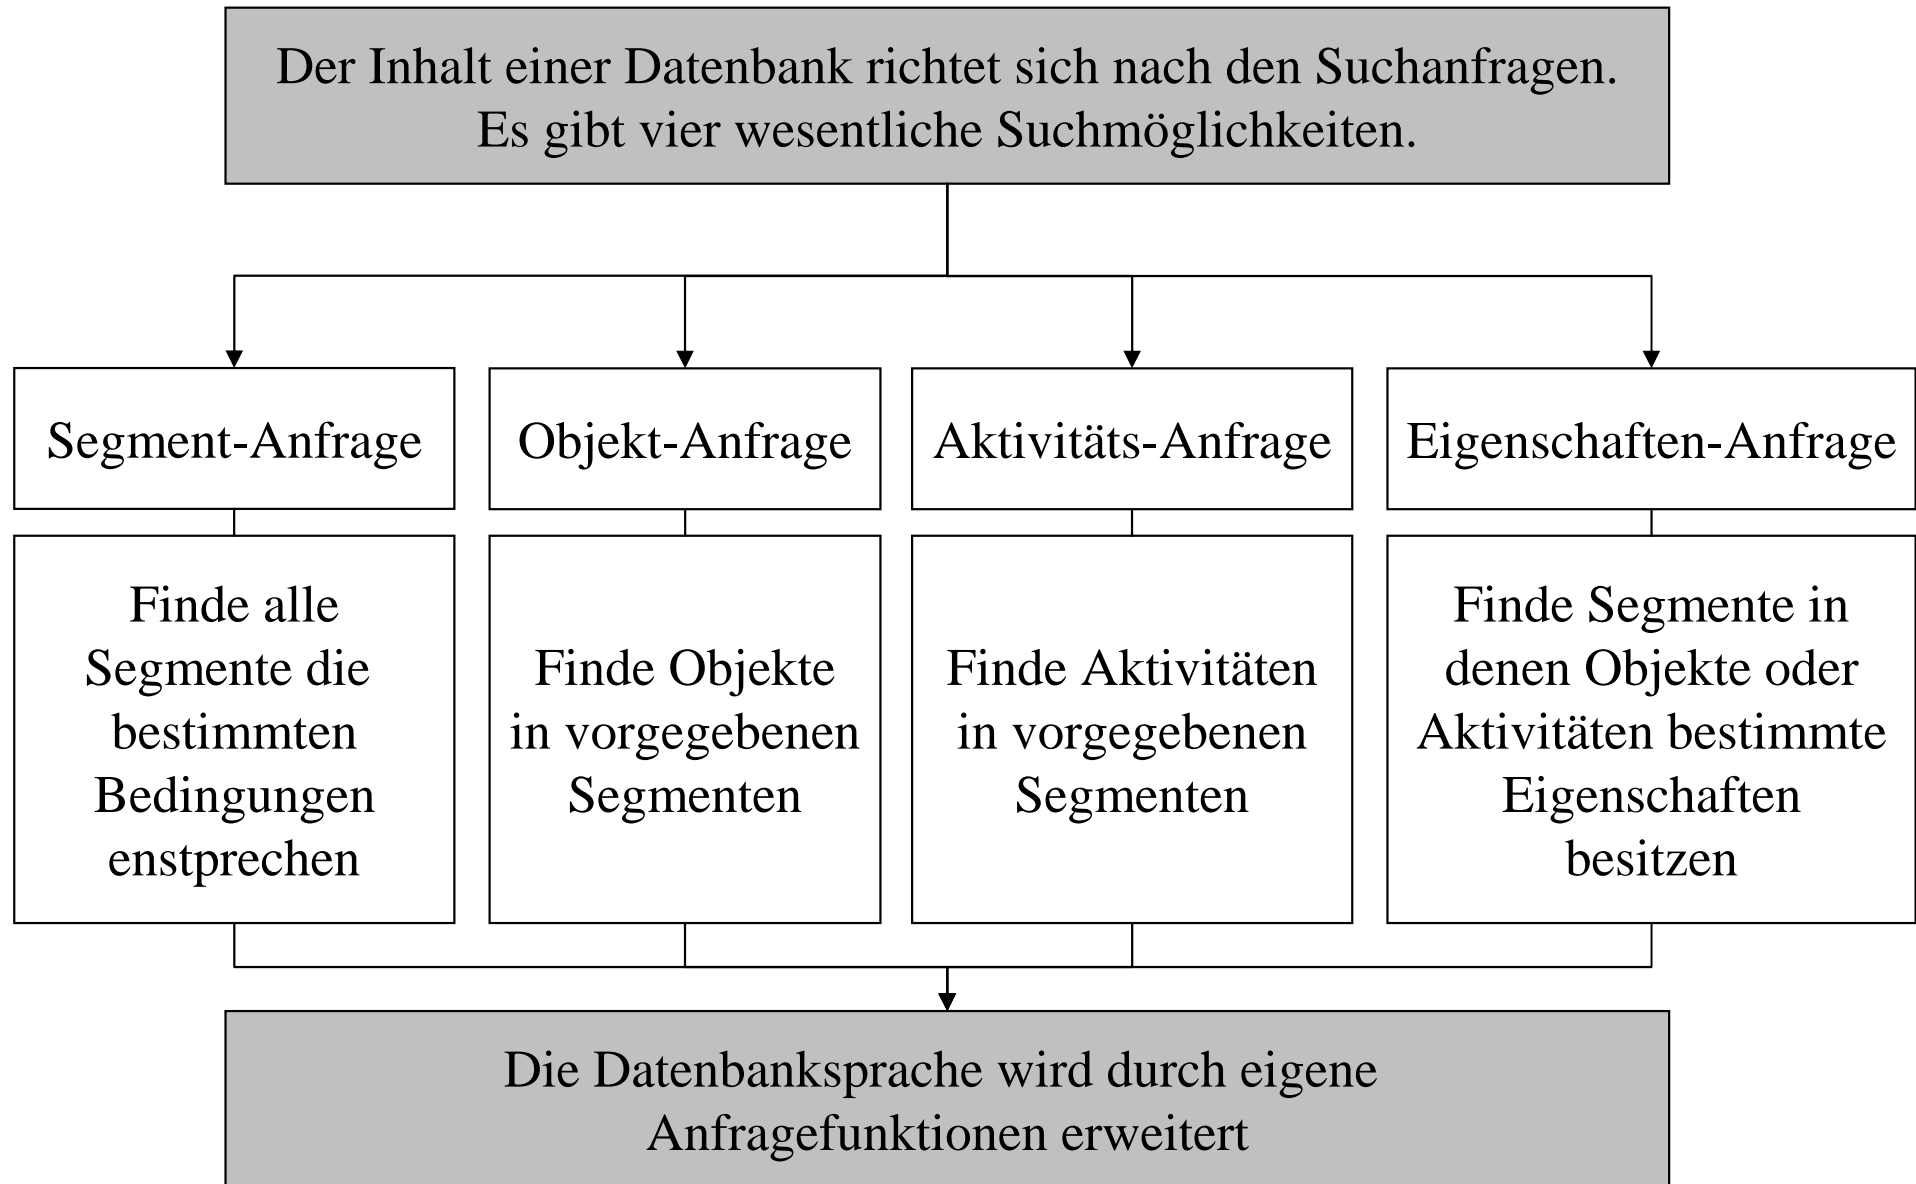 Der Inhalt einer Datenbank richtet sich nach den Suchanfragen.
Es gibt vier wesentliche Suchmöglichkeiten.
Segment-Anfrage
Objekt-Anfrage
Aktivitäts-Anfrage
Eigenschaften-Anfrage
Finde alle
Segmente die
bestimmten
Bedingungen
enstprechen
Finde Objekte
in vorgegebenen
Segmenten
Finde Aktivitäten
in vorgegebenen
Segmenten
Finde Segmente in
denen Objekte oder
Aktivitäten bestimmte
Eigenschaften
besitzen
Die Datenbanksprache wird durch eigene
Anfragefunktionen erweitert